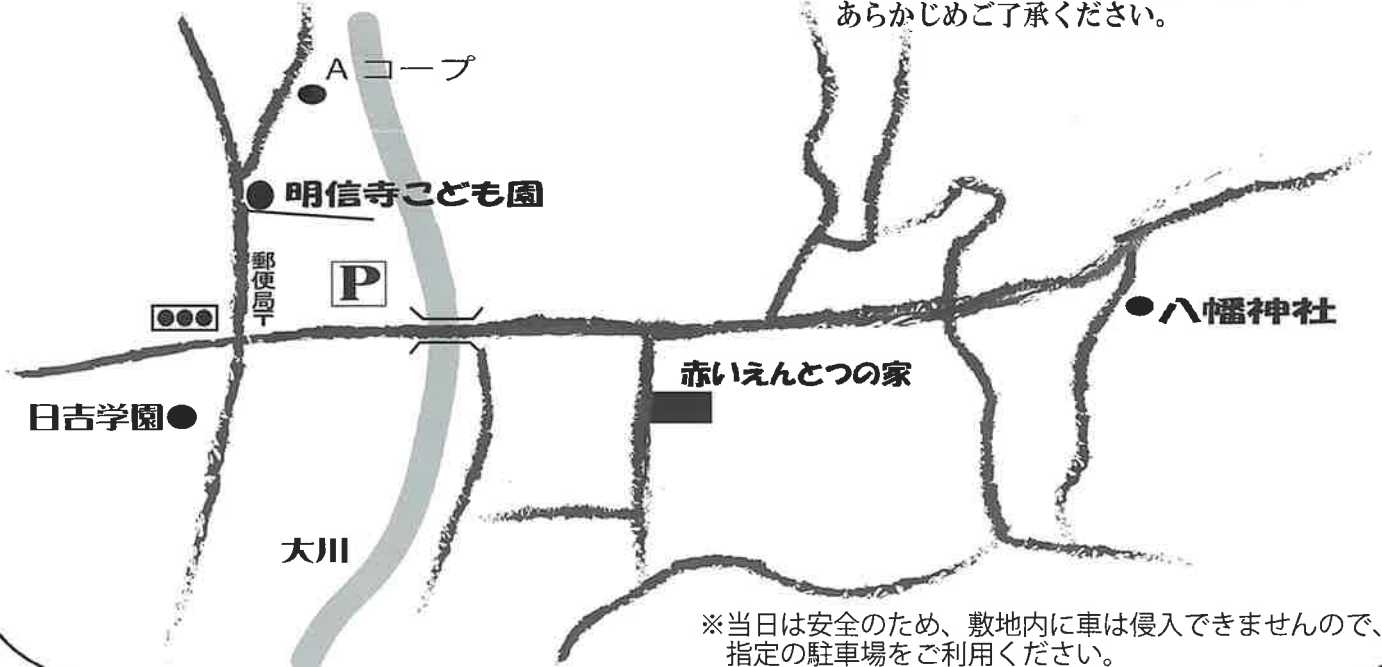 あらかじめご了承ください。
Aコープ
明信寺こども園
郵便局〒
P
八幡神社
赤いえんとつの家
日吉学園
大川
※当日は安全のため、敷地内に車は侵入できませんので、
指定の駐車場をご利用ください。